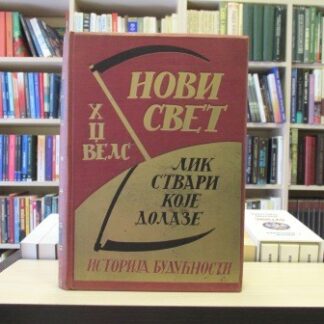 НОВИ
СВЕТ
Х
Џ
ВЕЛС
ЛИК
СТВАРИ
КОЈЕ
ДОЛАЗЕ
ИСТОРИЈА БУДУЋНОСТИ